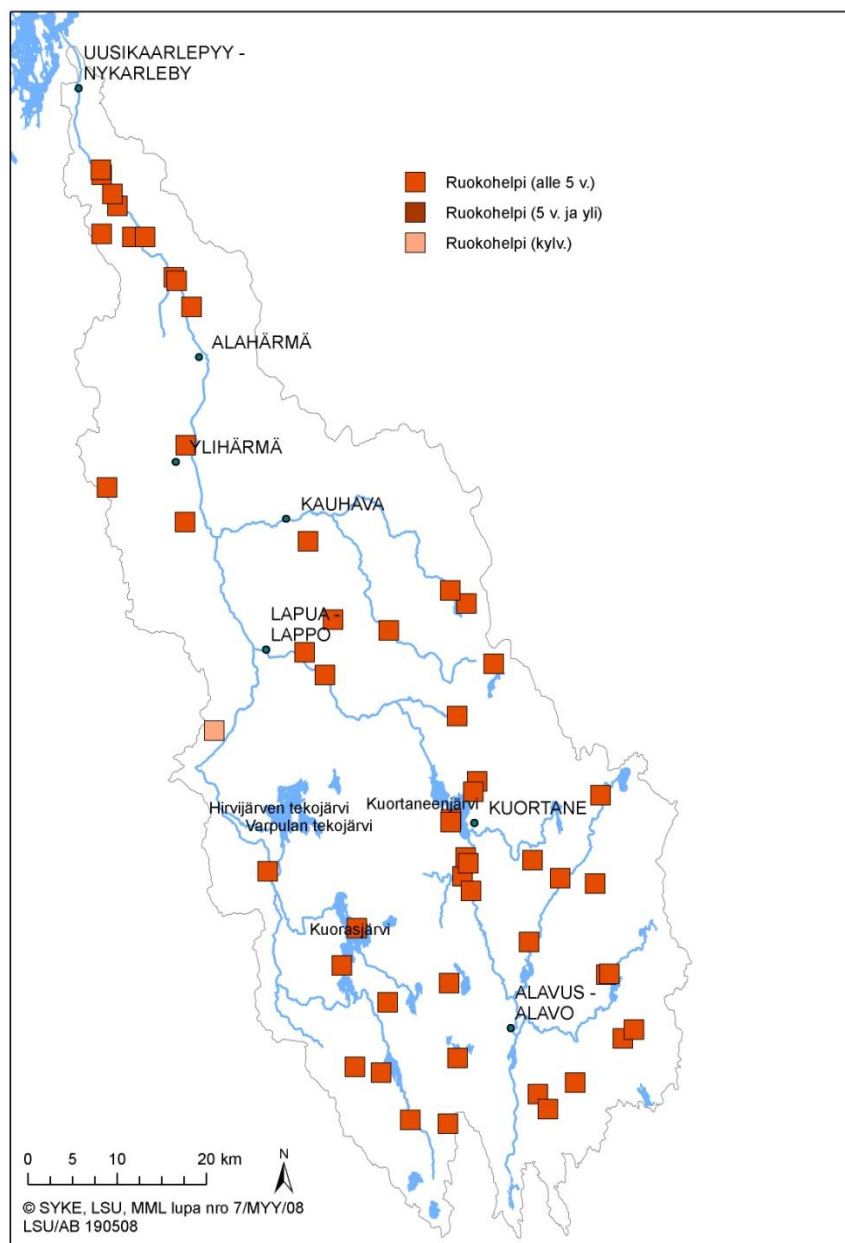 UUSIKAARLEPYY -
NYKARLEBY
Ruokohelpi (alle 5 v.)
Ruokohelpi (5 v. ja yli)
Ruokohelpi (kylv.)
ALAHÄRMÄ
YLIHÄRMÄ
KAUHAVA
LAPUA -
LAPPO
Hirvijärven tekojärvi
Varpulan tekojärvi
Kuortaneenjärvi
KUORTANE
Kuorasjärvi
ALAVUS -
ALAVO
0 5 10 20 km
N
© SYKE, LSU, MML lupa nro 7/MYY/08
LSU/AB 190508